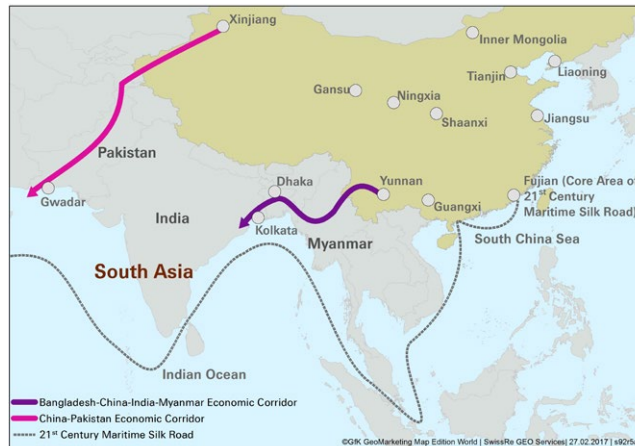 Xinjiang
Inner Mongolia
Tianjin
Liaoning
Gansu
Ningxia
Shaanxi
Jiangsu
Pakistan
Gwadar
Dhaka
Yunnan
Fujian (Core Area of
21st Century
Maritime Silk Road)
Guangxi
India
Kolkata
Myanmar
South China Sea
South Asia
Indian Ocean
Bangladesh-China-India-Myanmar Economic Corridor
China-Pakistan Economic Corridor
21st Century Maritime Silk Road
©GfK GeoMarketing Map Edition World | SwissRe GEO Services| 27.02.2017 |